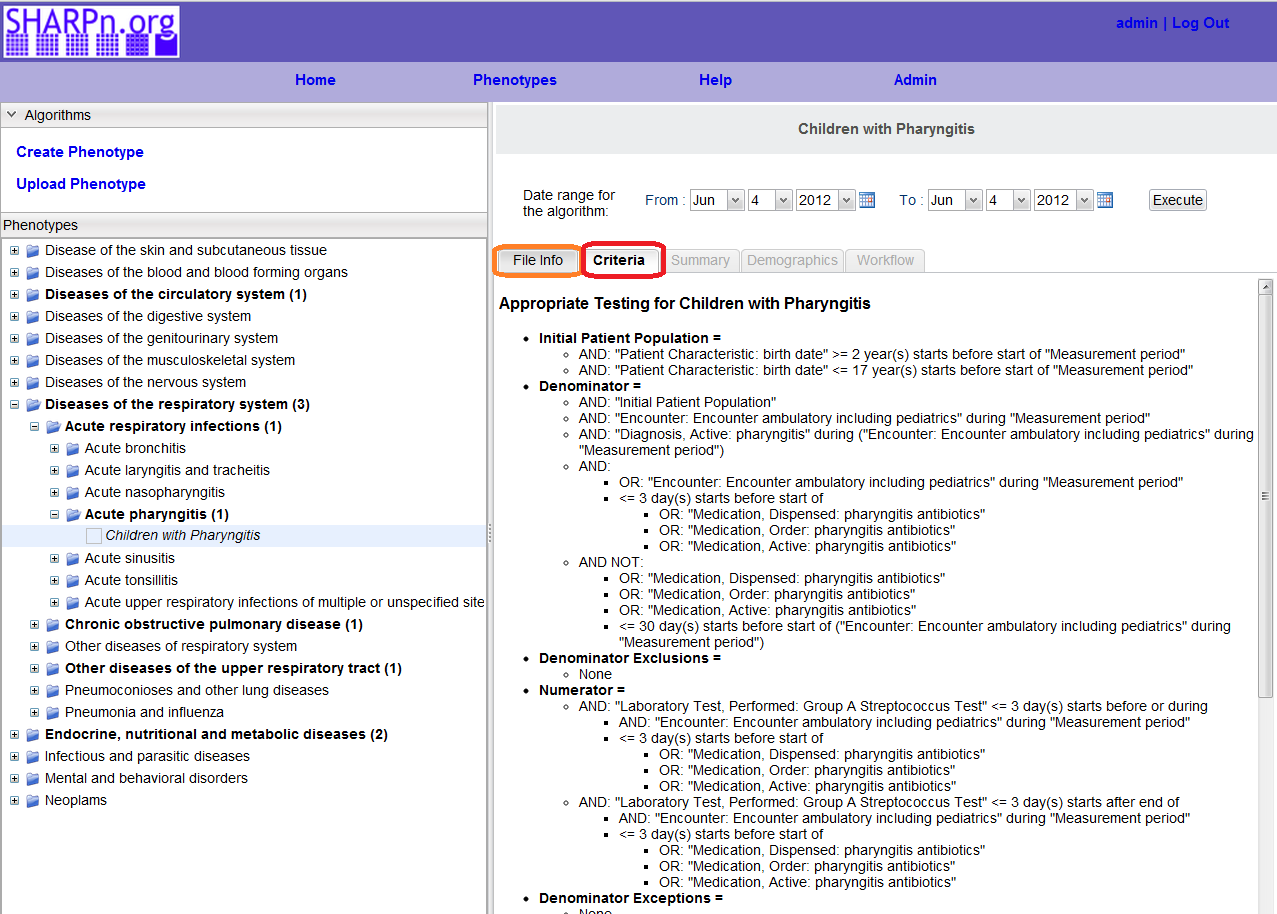 SHARPn.org
admin | Log Out
Home Phenotypes Help Admin
Algorithms
Create Phenotype
Upload Phenotype
Phenotypes
Disease of the skin and subcutaneous tissue
Diseases of the blood and blood forming organs
Diseases of the circulatory system (1)
Diseases of the digestive system
Diseases of the genitourinary system
Diseases of the musculoskeletal system
Diseases of the nervous system
Diseases of the respiratory system (3)
Acute respiratory infections (1)
Acute bronchitis
Acute laryngitis and tracheitis
Acute nasopharyngitis
Acute pharyngitis (1)
Children with Pharyngitis
Acute sinusitis
Acute tonsillitis
Acute upper respiratory infections of multiple or unspecified site
Chronic obstructive pulmonary disease (1)
Other diseases of respiratory system
Other diseases of the upper respiratory tract (1)
Pneumoconioses and other lung diseases
Pneumonia and influenza
Endocrine, nutritional and metabolic diseases (2)
Infectious and parasitic diseases
Mental and behavioral disorders
Neoplams
Children with Pharyngitis
Date range for
the algorithm:
From : Jun 4 2012 To : Jun 4 2012 Execute
File Info Criteria Summary Demographics Workflow
Appropriate Testing for Children with Pharyngitis
Initial Patient Population =
AND: "Patient Characteristic: birth date" >= 2 year(s) starts before start of "Measurement period"
AND: "Patient Characteristic: birth date" <= 17 year(s) starts before start of "Measurement period"
Denominator =
AND: "Initial Patient Population"
AND: "Encounter: Encounter ambulatory including pediatrics" during "Measurement period"
AND: "Diagnosis, Active: pharyngitis" during ("Encounter: Encounter ambulatory including pediatrics" during
"Measurement period")
AND:
OR: "Encounter: Encounter ambulatory including pediatrics" during "Measurement period"
<= 3 day(s) starts before start of
OR: "Medication, Dispensed: pharyngitis antibiotics"
OR: "Medication, Order: pharyngitis antibiotics"
OR: "Medication, Active: pharyngitis antibiotics"
AND NOT:
OR: "Medication, Dispensed: pharyngitis antibiotics"
OR: "Medication, Order: pharyngitis antibiotics"
OR: "Medication, Active: pharyngitis antibiotics"
<= 30 day(s) starts before start of ("Encounter: Encounter ambulatory including pediatrics" during
"Measurement period")
Denominator Exclusions =
None
Numerator =
AND: "Laboratory Test, Performed: Group A Streptococcus Test" <= 3 day(s) starts before or during
AND: "Encounter: Encounter ambulatory including pediatrics" during "Measurement period"
<= 3 day(s) starts before start of
OR: "Medication, Dispensed: pharyngitis antibiotics"
OR: "Medication, Order: pharyngitis antibiotics"
OR: "Medication, Active: pharyngitis antibiotics"
AND: "Laboratory Test, Performed: Group A Streptococcus Test" <= 3 day(s) starts after end of
AND: "Encounter: Encounter ambulatory including pediatrics" during "Measurement period"
<= 3 day(s) starts before start of
OR: "Medication, Dispensed: pharyngitis antibiotics"
OR: "Medication, Order: pharyngitis antibiotics"
OR: "Medication, Active: pharyngitis antibiotics"
Denominator Exceptions =
None